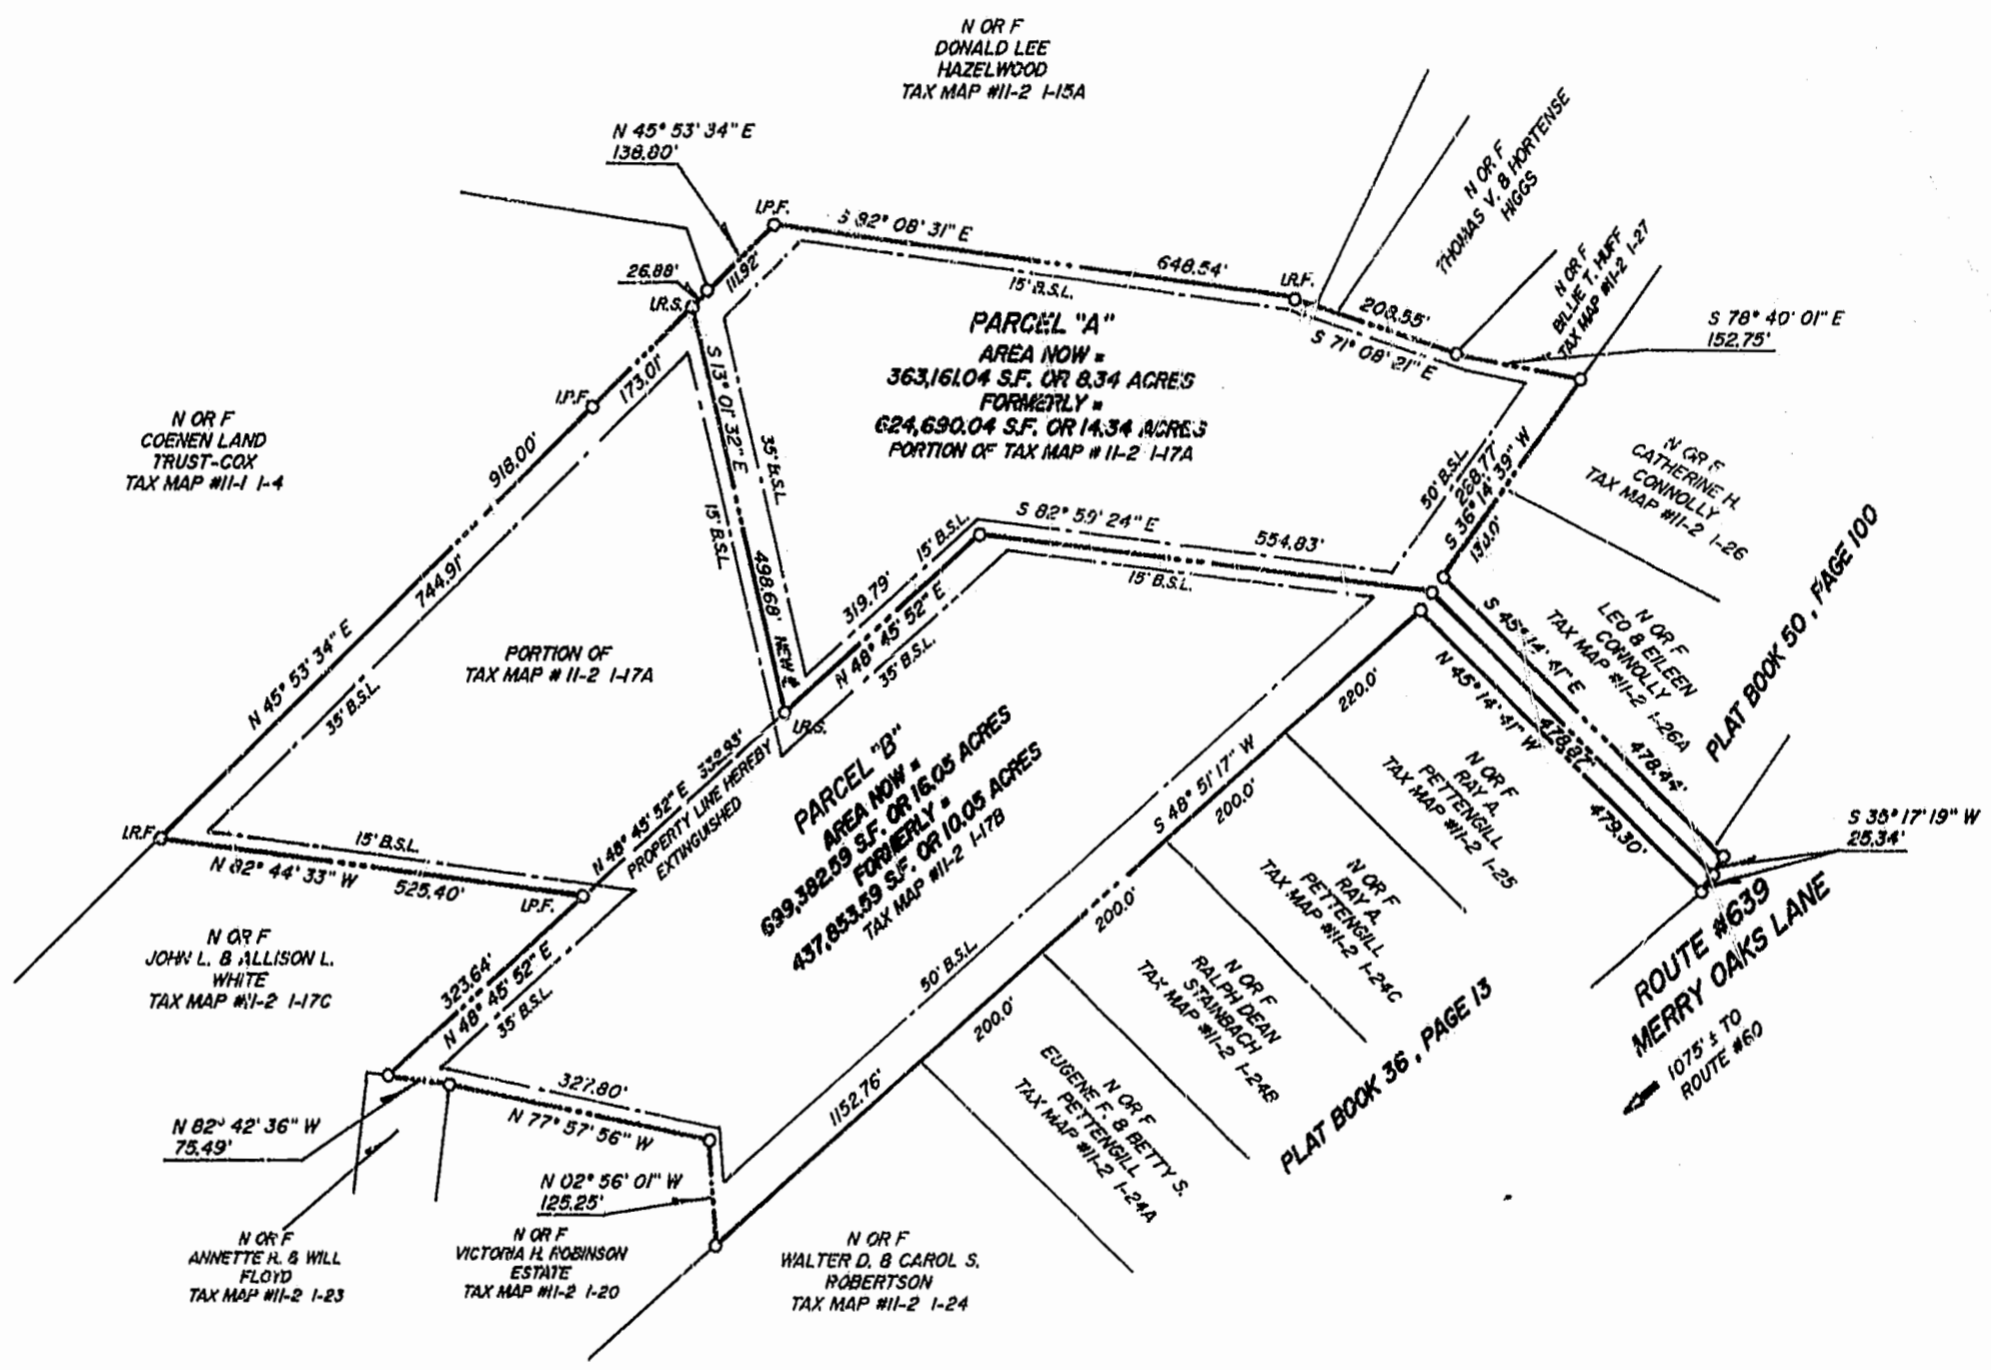 N OR F
DONALD LEE
HAZELWOOD
TAX MAP #11-2 1-15A
N 45° 53' 34" E
138.80'
I.P.F.
S 82° 08' 31" E
648.54'
15' B.S.L.
I.R.F.
26.88'
111.92'
I.R.S.
N OR F
THOMAS V. & HORTENSE
HIGGS
N OR F
BILLIE T. HUFF
TAX MAP #11-2 1-27
208.55'
S 71° 08' 21" E
S 78° 40' 01" E
152.75'
PARCEL "A"
AREA NOW =
363,161.04 S.F. OR 8.34 ACRES
FORMERLY =
624,690.04 S.F. OR 14.34 ACRES
PORTION OF TAX MAP # 11-2 1-17A
N OR F
COENEN LAND
TRUST-COX
TAX MAP #11-1 1-4
I.P.F.
173.01'
918.00'
744.91'
N 45° 53' 34" E
35' B.S.L.
S 13° 01' 32" E
498.68'
NEW ℄
35' B.S.L.
15' B.S.L.
50' B.S.L.
268.77'
S 36° 14' 39" W
130.0'
N OR F
CATHERINE H.
CONNOLLY
TAX MAP #11-2 1-26
S 82° 59' 24" E
554.83'
15' B.S.L.
15' B.S.L.
319.79'
N 48° 45' 52" E
35' B.S.L.
PORTION OF
TAX MAP # 11-2 1-17A
I.R.S.
N OR F
LEO & EILEEN
CONNOLLY
TAX MAP #11-2 1-26A
PLAT BOOK 50, PAGE 100
S 45° 14' 41" E
478.44'
478.87'
N 45° 14' 41" W
479.30'
S 35° 17' 19" W
25.34'
ROUTE #639
MERRY OAKS LANE
1075' ± TO
ROUTE #60
N 48° 45' 52" E 332.93'
PROPERTY LINE HEREBY
EXTINGUISHED
PARCEL "B"
AREA NOW =
699,382.59 S.F. OR 16.05 ACRES
FORMERLY =
437,853.59 S.F. OR 10.05 ACRES
TAX MAP #11-2 1-17B
220.0'
S 48° 51' 17" W
200.0'
200.0'
200.0'
50' B.S.L.
1152.76'
N OR F
RAY A.
PETTENGILL
TAX MAP #11-2 1-25
N OR F
RAY A.
PETTENGILL
TAX MAP #11-2 1-24C
N OR F
RALPH DEAN
STAINBACH
TAX MAP #11-2 1-24B
N OR F
EUGENE F. & BETTY S.
PETTENGILL
TAX MAP #11-2 1-24A
PLAT BOOK 36, PAGE 13
I.R.F.
15' B.S.L.
N 82° 44' 33" W
525.40'
I.P.F.
N OR F
JOHN L. & ALLISON L.
WHITE
TAX MAP #11-2 1-17C
323.64'
N 48° 45' 52" E
35' B.S.L.
327.80'
N 77° 57' 56" W
N 82° 42' 36" W
75.49'
N 02° 56' 01" W
125.25'
N OR F
ANNETTE R. & WILL
FLOYD
TAX MAP #11-2 1-23
N OR F
VICTORIA H. ROBINSON
ESTATE
TAX MAP #11-2 1-20
N OR F
WALTER D. & CAROL S.
ROBERTSON
TAX MAP #11-2 1-24